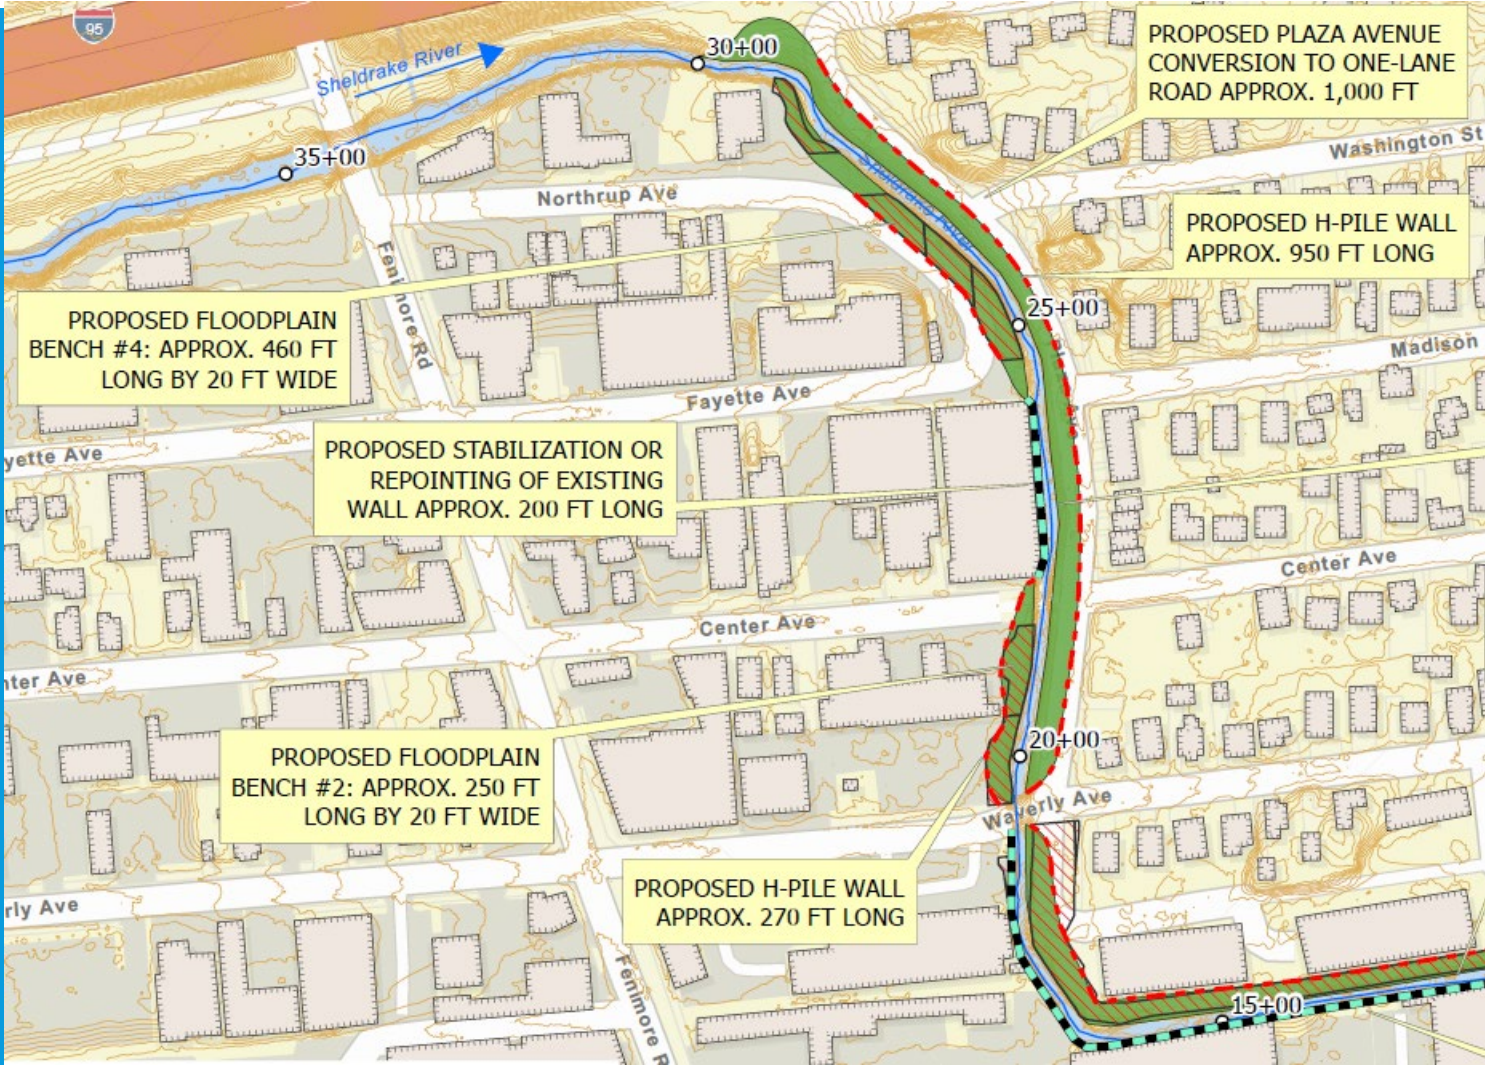 95
Sheldrake River
30+00
PROPOSED PLAZA AVENUE
CONVERSION TO ONE-LANE
ROAD APPROX. 1,000 FT
Washington St
35+00
Northrup Ave
Sheldrake River
PROPOSED H-PILE WALL
APPROX. 950 FT LONG
Fenimore Rd
25+00
PROPOSED FLOODPLAIN
BENCH #4: APPROX. 460 FT
LONG BY 20 FT WIDE
Madison
Fayette Ave
yette Ave
PROPOSED STABILIZATION OR
REPOINTING OF EXISTING
WALL APPROX. 200 FT LONG
Center Ave
Center Ave
nter Ave
20+00
PROPOSED FLOODPLAIN
BENCH #2: APPROX. 250 FT
LONG BY 20 FT WIDE
Waverly Ave
PROPOSED H-PILE WALL
APPROX. 270 FT LONG
rly Ave
Fenimore R
15+00